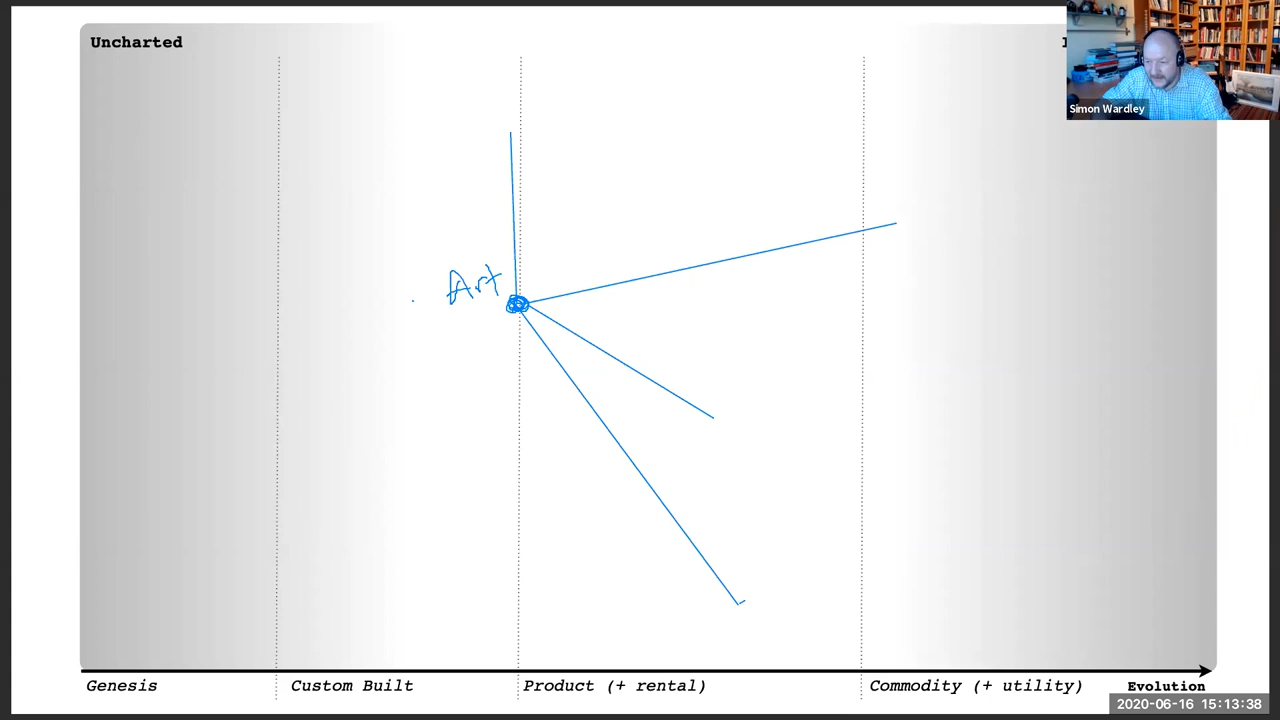 Uncharted
Simon Wardley
Art
Genesis
Custom Built
Product (+ rental)
Commodity (+ utility)
Evolution
2020-06-16 15:13:38